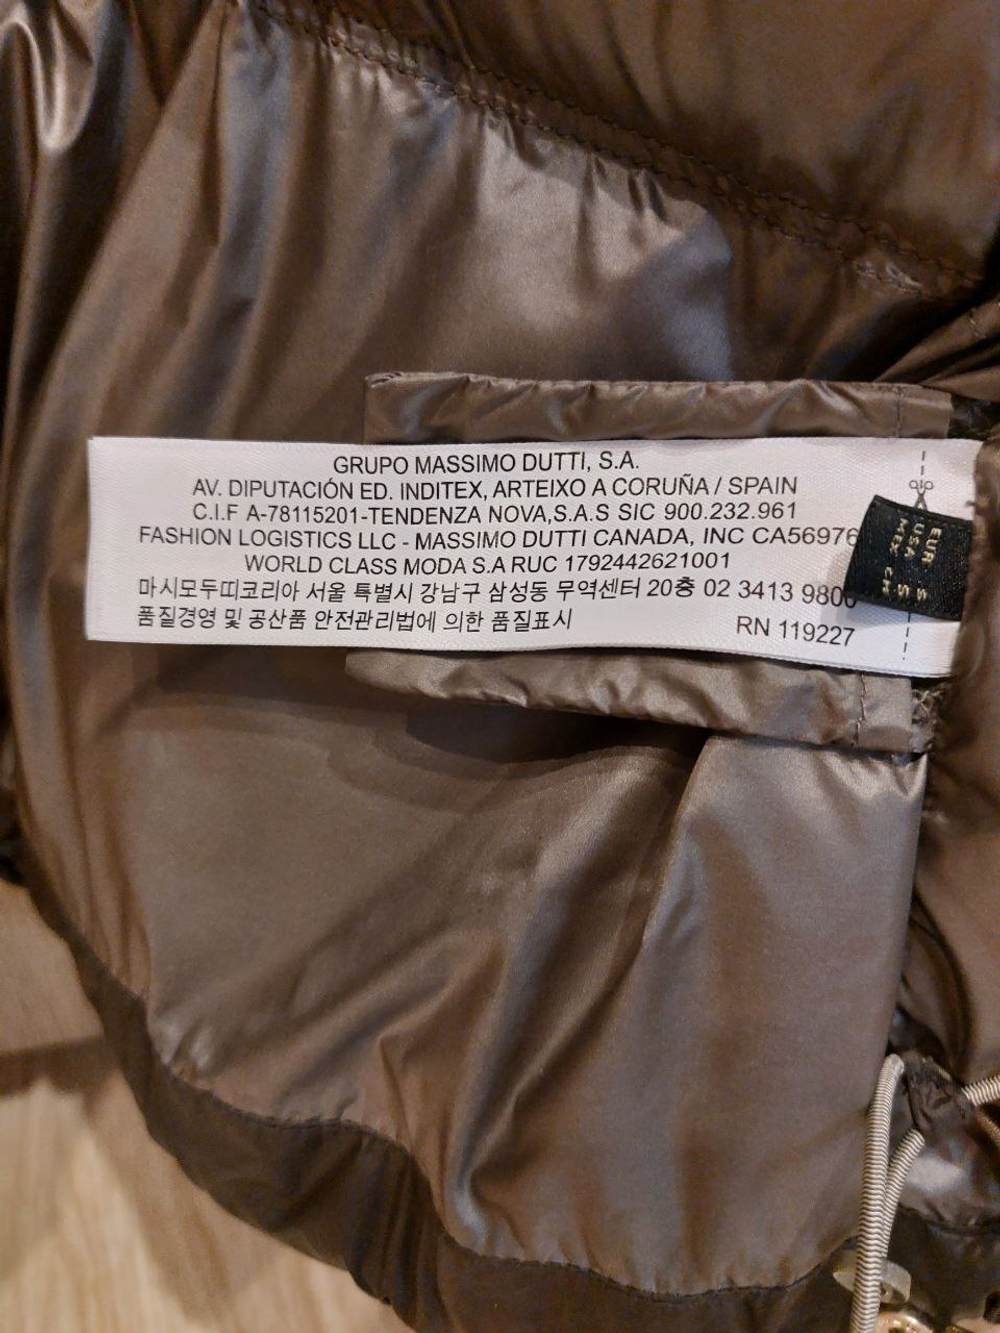 GRUPO MASSIMO DUTTI, S.A.
AV. DIPUTACIÓN ED. INDITEX, ARTEIXO A CORUÑA / SPAIN
C.I.F A-78115201-TENDENZA NOVA,S.A.S SIC 900.232.961
FASHION LOGISTICS LLC - MASSIMO DUTTI CANADA, INC CA56976
WORLD CLASS MODA S.A RUC 1792442621001
마시모두띠코리아 서울 특별시 강남구 삼성동 무역센터 20층 02 3413 9800
품질경영 및 공산품 안전관리법에 의한 품질표시
RN 119227
EUR S
USA S
MEX CH